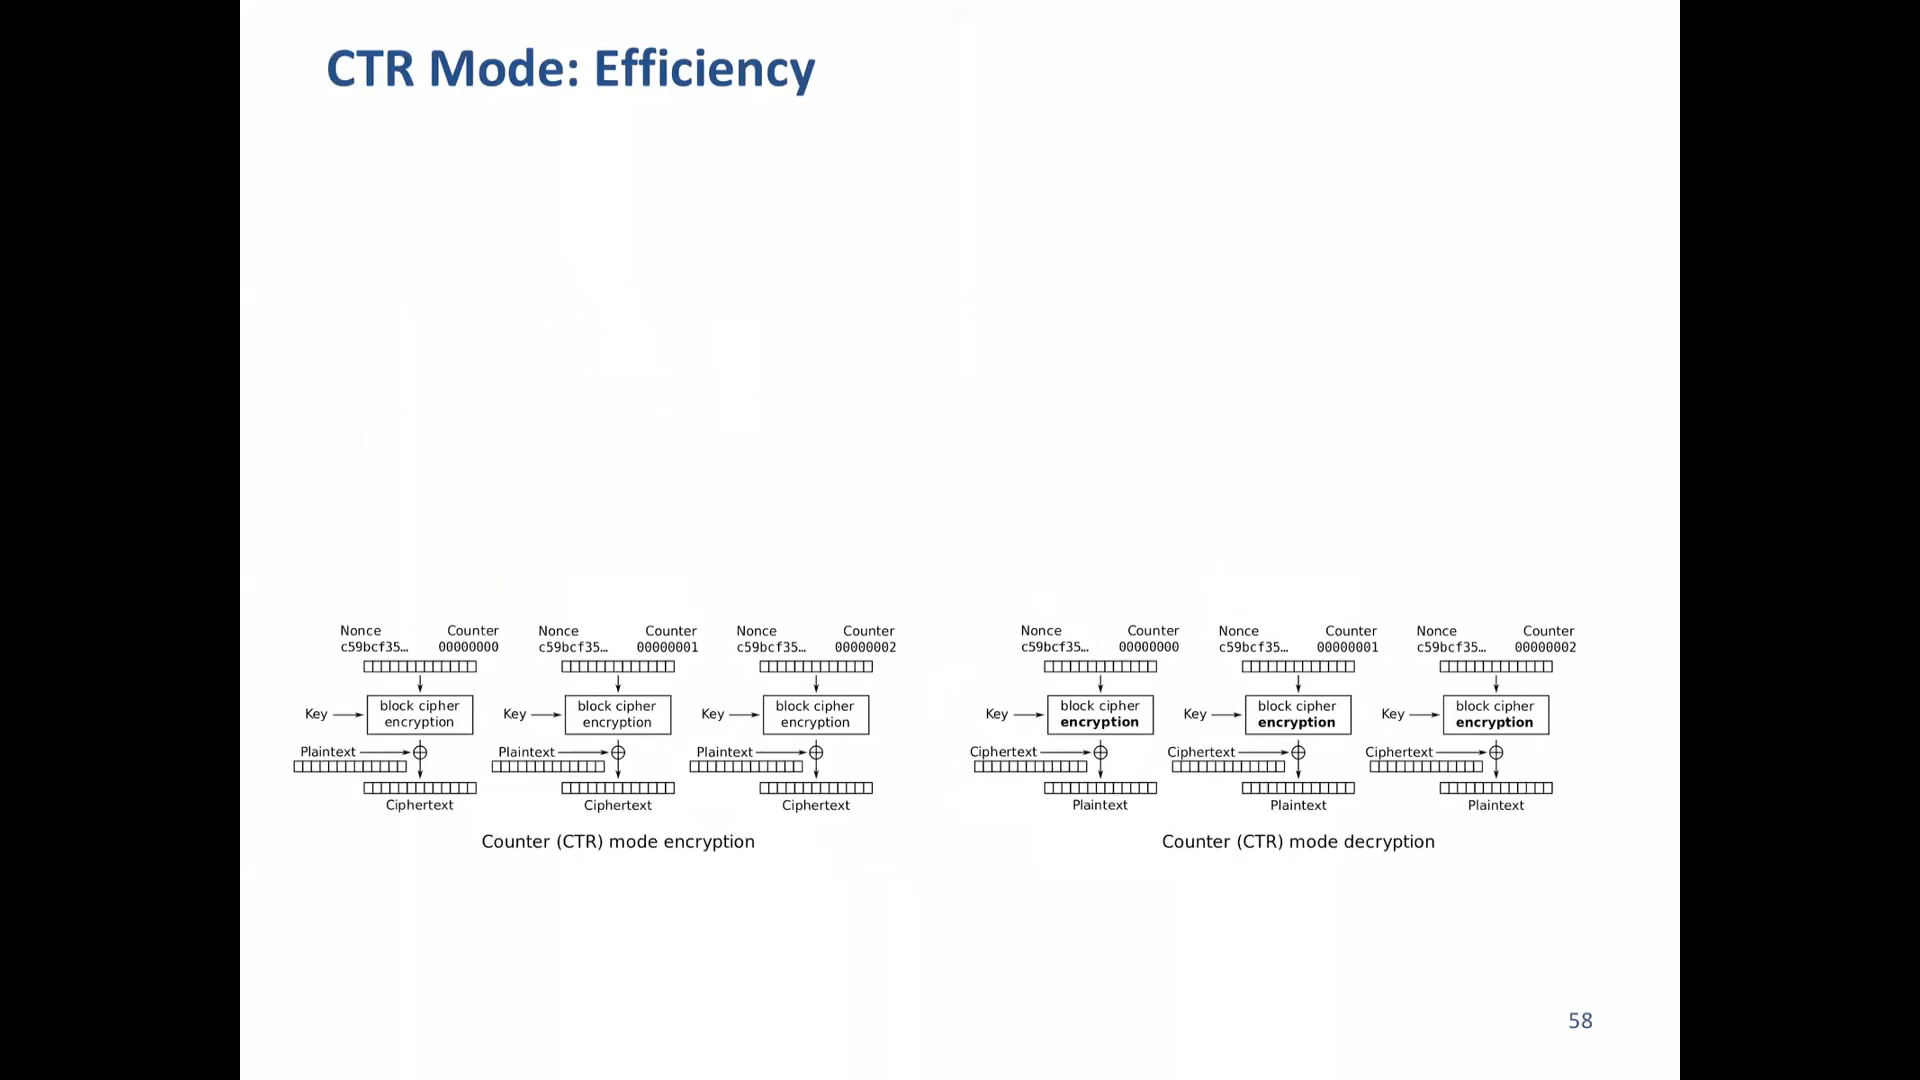 CTR Mode: Efficiency
Nonce Counter Nonce Counter Nonce Counter
c59bcf35… 00000000 c59bcf35… 00000001 c59bcf35… 00000002
block cipher block cipher block cipher
Key encryption Key encryption Key encryption
Plaintext Plaintext Plaintext
Ciphertext Ciphertext Ciphertext
Counter (CTR) mode encryption
Nonce Counter Nonce Counter Nonce Counter
c59bcf35… 00000000 c59bcf35… 00000001 c59bcf35… 00000002
block cipher block cipher block cipher
Key encryption Key encryption Key encryption
Ciphertext Ciphertext Ciphertext
Plaintext Plaintext Plaintext
Counter (CTR) mode decryption
58